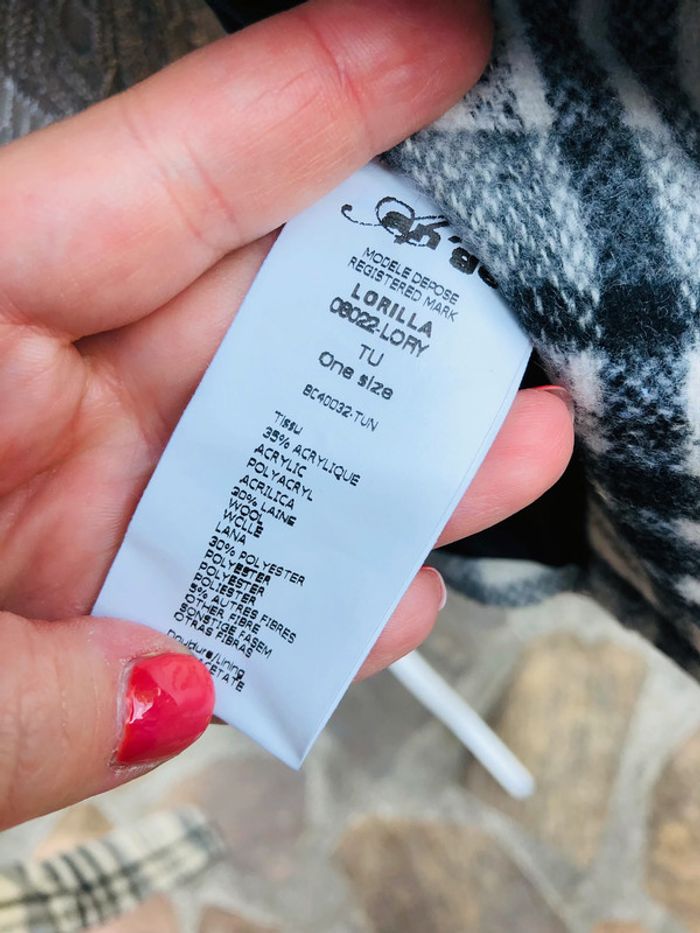 MODELE DEPOSE
REGISTERED MARK
LORILLA
08022-LORY
TU
One size
BC40032-TUN
Tissu
35% ACRYLIQUE
ACRYLIC
POLYACRYL
ACRILICA
30% LAINE
WOOL
WOLLE
LANA
30% POLYESTER
POLYESTER
POLYESTER
POLIESTER
5% AUTRES FIBRES
OTHER FIBRE
SONSTIGE FASEM
OTRAS FIBRAS
Doublure/Lining